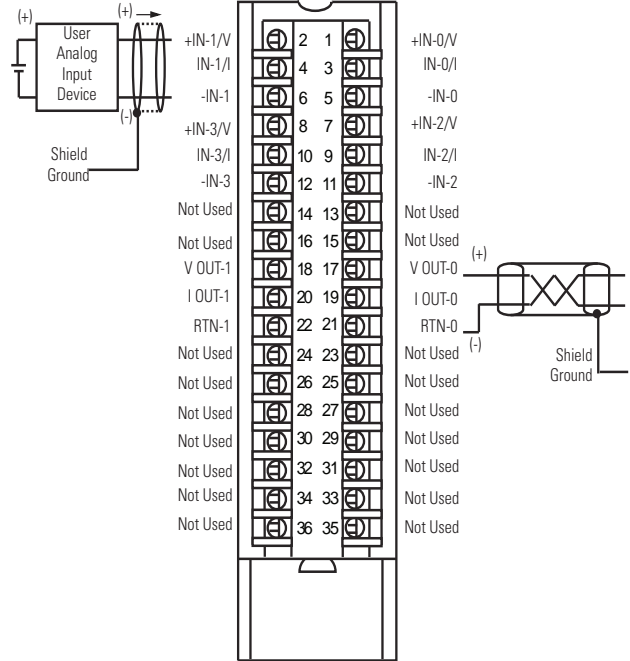 (+)
(+)
User
Analog
Input
Device
(-)
Shield
Ground
+IN-1/V 2 1 +IN-0/V
IN-1/I 4 3 IN-0/I
-IN-1 6 5 -IN-0
+IN-3/V 8 7 +IN-2/V
IN-3/I 10 9 IN-2/I
-IN-3 12 11 -IN-2
Not Used 14 13 Not Used
Not Used 16 15 Not Used
V OUT-1 18 17 V OUT-0
(+)
I OUT-1 20 19 I OUT-0
RTN-1 22 21 RTN-0
(-)
Not Used 24 23 Not Used
Shield
Ground
Not Used 26 25 Not Used
Not Used 28 27 Not Used
Not Used 30 29 Not Used
Not Used 32 31 Not Used
Not Used 34 33 Not Used
Not Used 36 35 Not Used